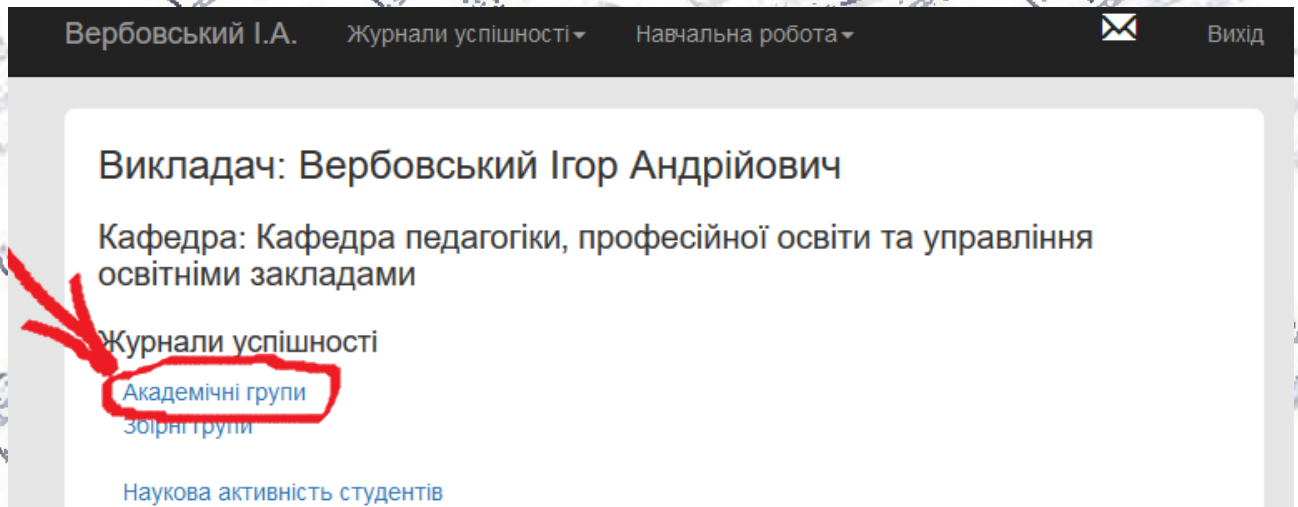 Вербовський І.А. Журнали успішності Навчальна робота Вихід
Викладач: Вербовський Ігор Андрійович
Кафедра: Кафедра педагогіки, професійної освіти та управління
освітніми закладами
Журнали успішності
Академічні групи
Збірні групи
Наукова активність студентів